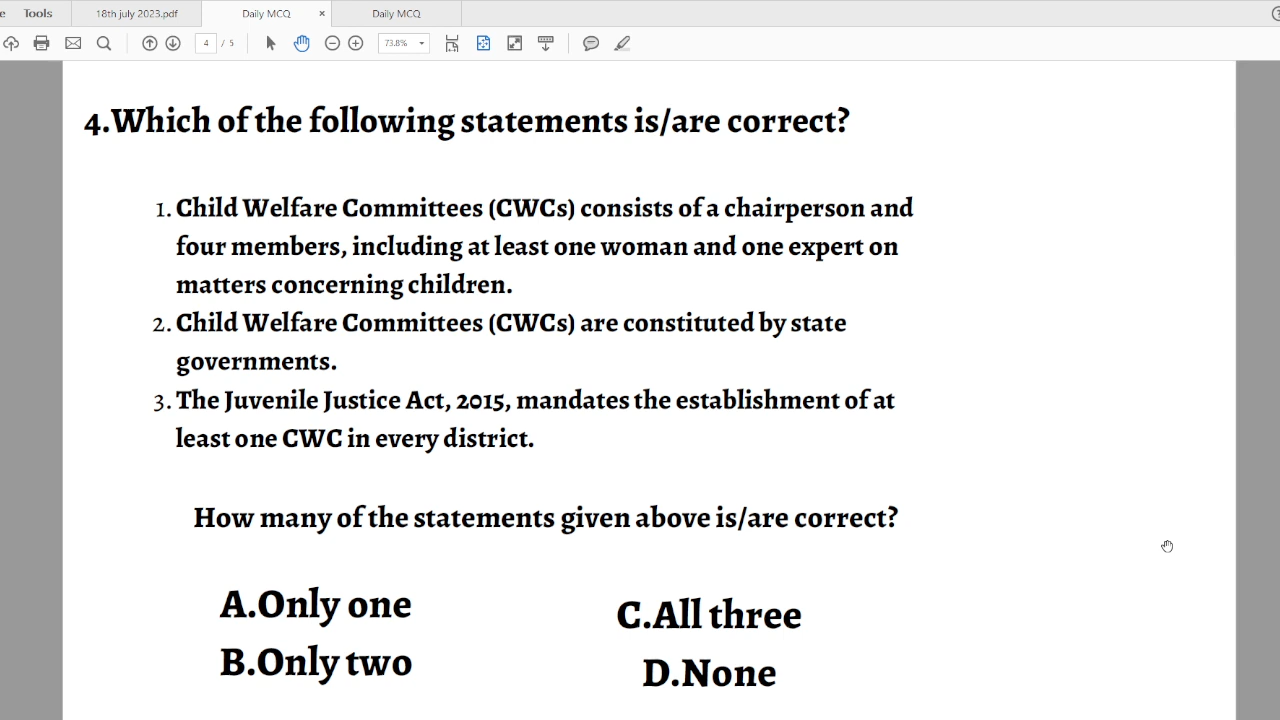 e Tools 18th july 2023.pdf Daily MCQ × Daily MCQ
4 / 5 73.8%
4.Which of the following statements is/are correct?
1. Child Welfare Committees (CWCs) consists of a chairperson and
four members, including at least one woman and one expert on
matters concerning children.
2. Child Welfare Committees (CWCs) are constituted by state
governments.
3. The Juvenile Justice Act, 2015, mandates the establishment of at
least one CWC in every district.
How many of the statements given above is/are correct?
A.Only one
B.Only two
C.All three
D.None